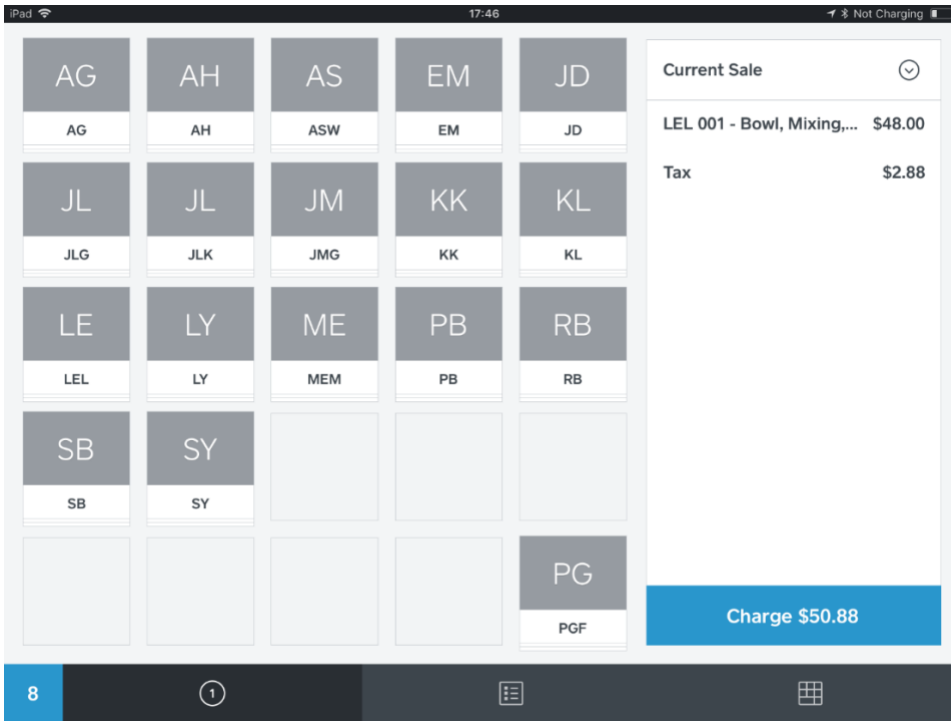 iPad 17:46 Not Charging
AG AH AS EM JD
AG AH ASW EM JD
JL JL JM KK KL
JLG JLK JMG KK KL
LE LY ME PB RB
LEL LY MEM PB RB
SB SY
SB SY
PG
PGF
Current Sale
LEL 001 - Bowl, Mixing,... $48.00
Tax $2.88
Charge $50.88
8 1